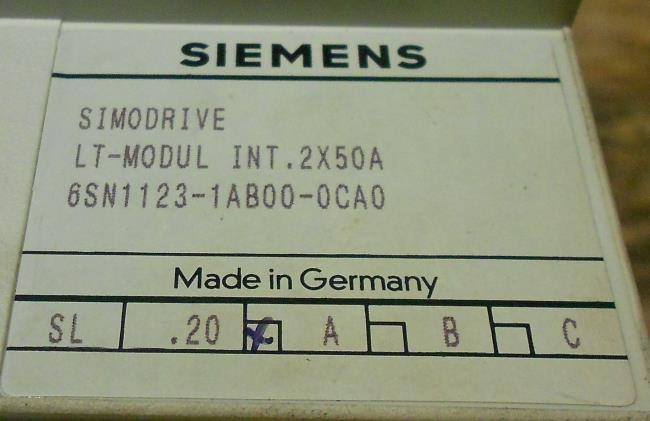 SIEMENS
SIMODRIVE
LT-MODUL INT.2X50A
6SN1123-1AB00-0CA0
Made in Germany
SL .20 A B C